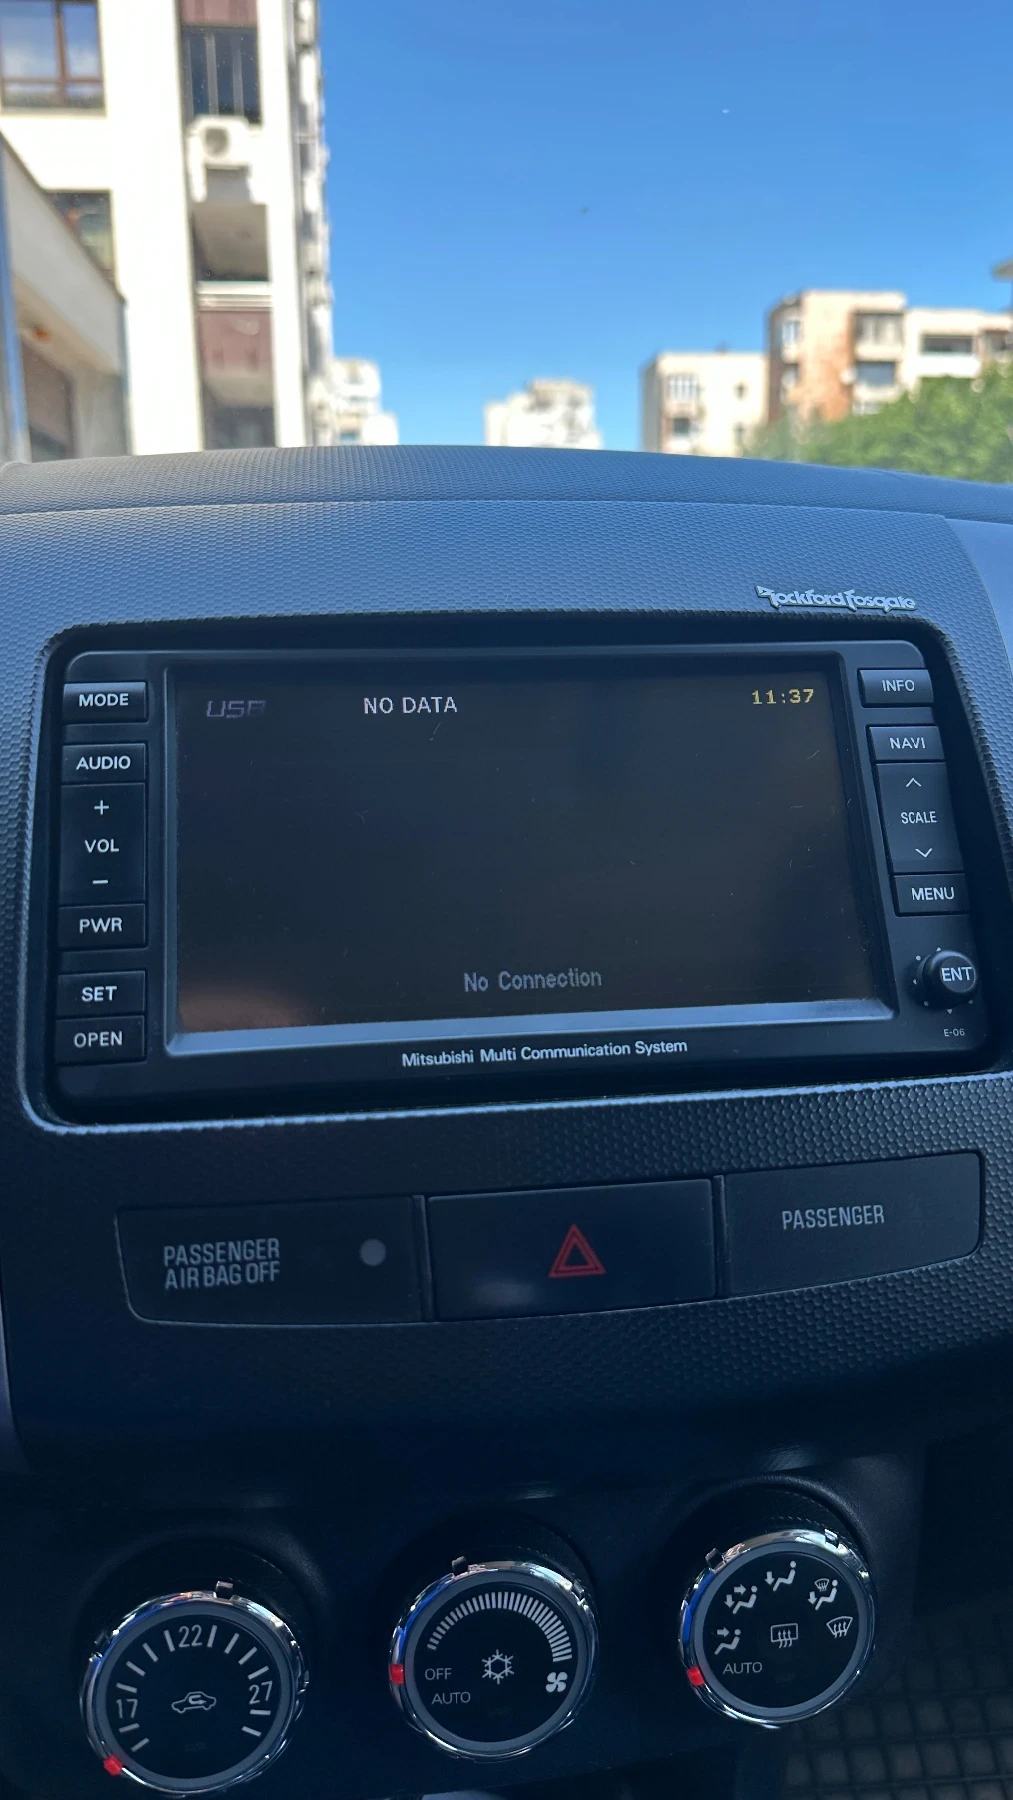 Rockford Fosgate
MODE
AUDIO
+
VOL
−
PWR
SET
OPEN
USB
NO DATA
11:37
No Connection
INFO
NAVI
SCALE
MENU
ENT
E-06
Mitsubishi Multi Communication System
PASSENGER
AIR BAG OFF
PASSENGER
22
17
27
OFF
AUTO
AUTO